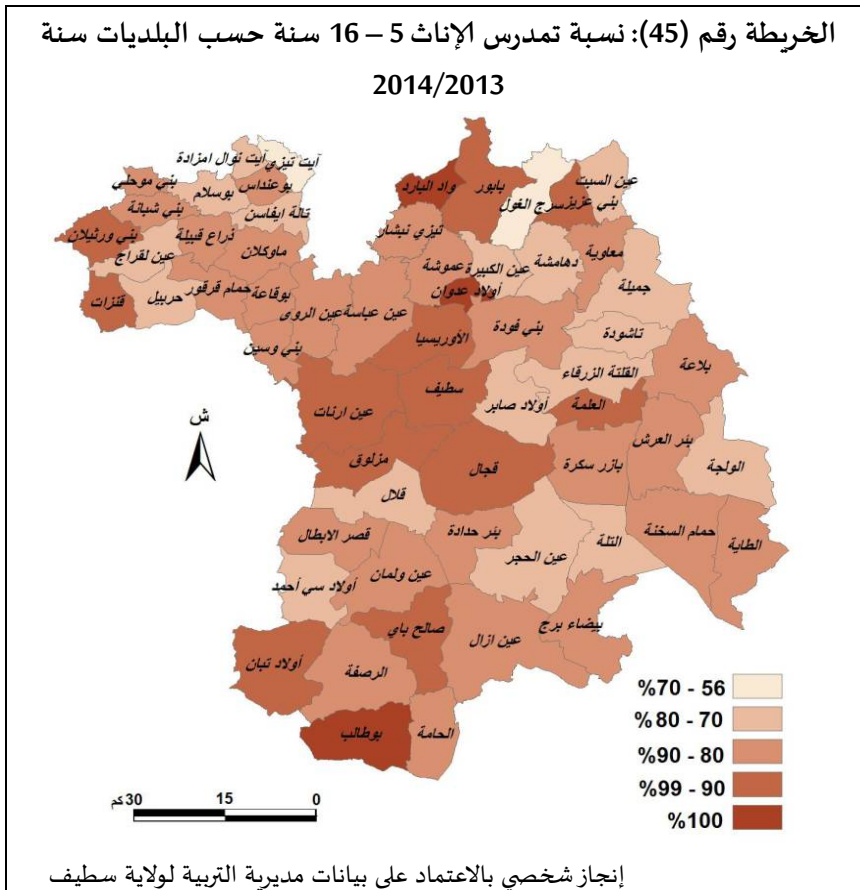 الخريطة رقم (45): نسبة تمدرس الإناث 5 – 16 سنة حسب البلديات سنة
2014/2013
آيت تيزي
آيت نوال امزادة
بني موحلي
بوعنداس
بوسلام
بني شبانة
تالة ايفاسن
بني ورثيلان
ذراع قبيلة
عين لقراج
ماوكلان
قنزات
حربيل
حمام قرقور
بوقاعة
بني وسين
عين الروى
عين عباسة
واد البارد
بابور
سرج الغول
بني عزيز
عين السبت
تيزي نبشار
عموشة
عين الكبيرة
دهامشة
معاوية
جميلة
أولاد عدوان
الأوريسيا
بني فودة
تاشودة
القلتة الزرقاء
بلاعة
سطيف
أولاد صابر
العلمة
عين ارنات
بئر العرش
الولجة
مزلوق
قجال
بازر سكرة
قلال
قصر الابطال
بئر حدادة
عين الحجر
التلة
حمام السخنة
الطاية
أولاد سي أحمد
عين ولمان
صالح باي
عين ازال
بيضاء برج
أولاد تبان
الرصفة
بوطالب
الحامة
ش
%70 - 56
%80 - 70
%90 - 80
%99 - 90
%100
كم 30 15 0
إنجاز شخصي بالاعتماد على بيانات مديرية التربية لولاية سطيف